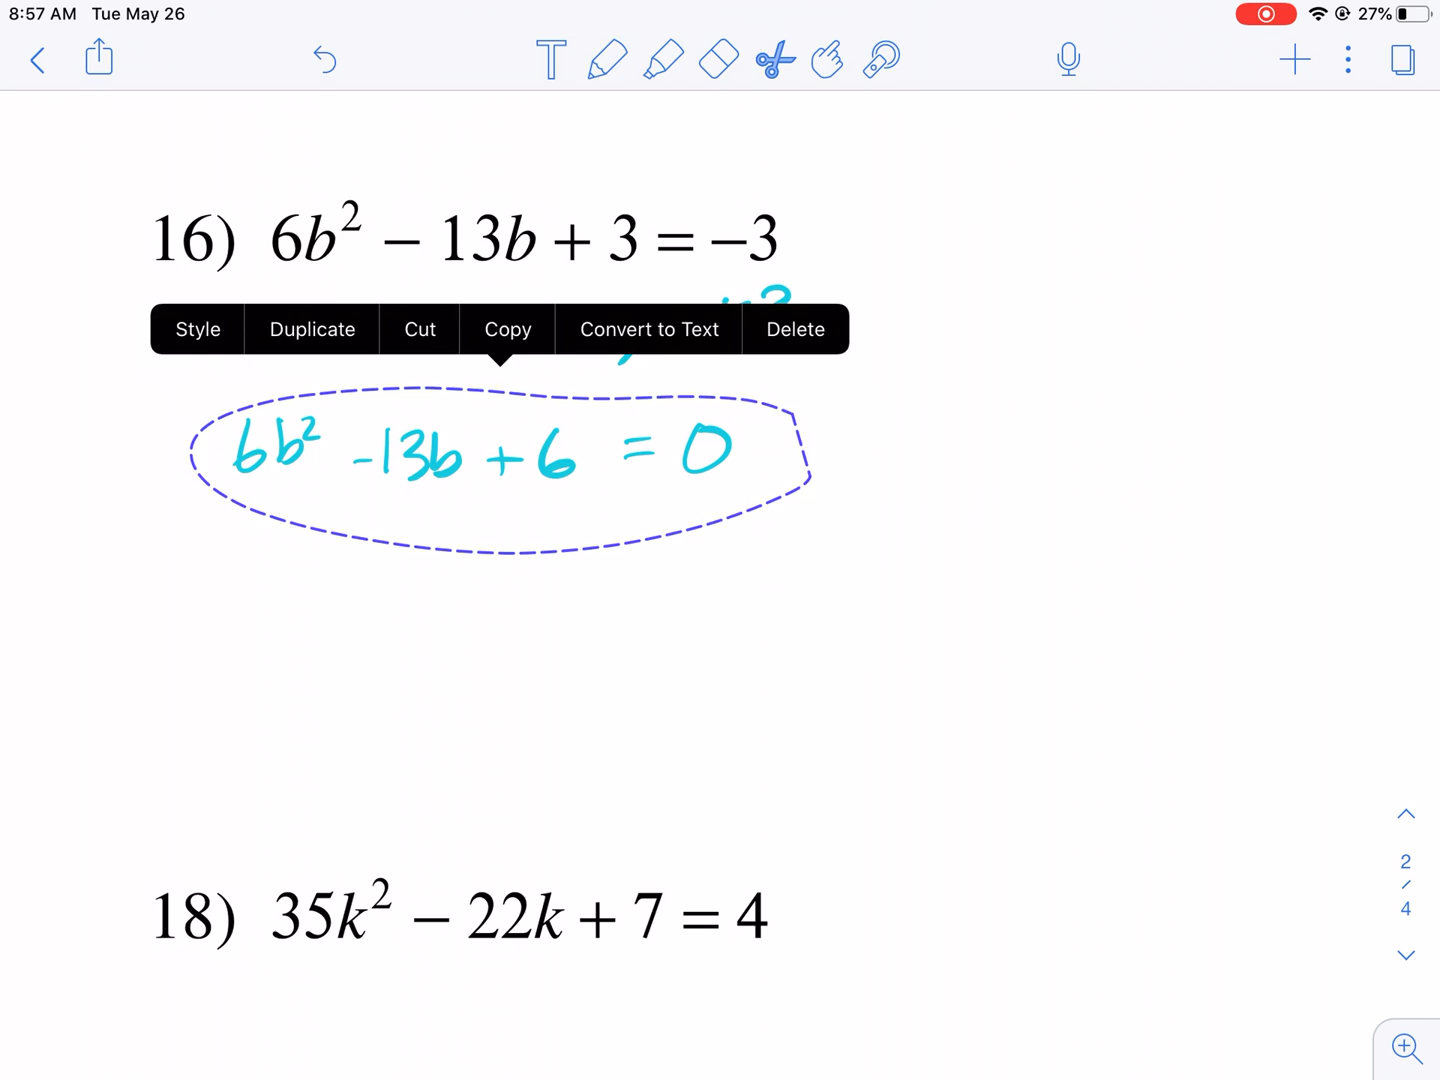 8:57 AM Tue May 26
27%
T
16) 6b² − 13b + 3 = −3
Style Duplicate Cut Copy Convert to Text Delete
6b² -13b + 6 = 0
2
/
4
18) 35k² − 22k + 7 = 4